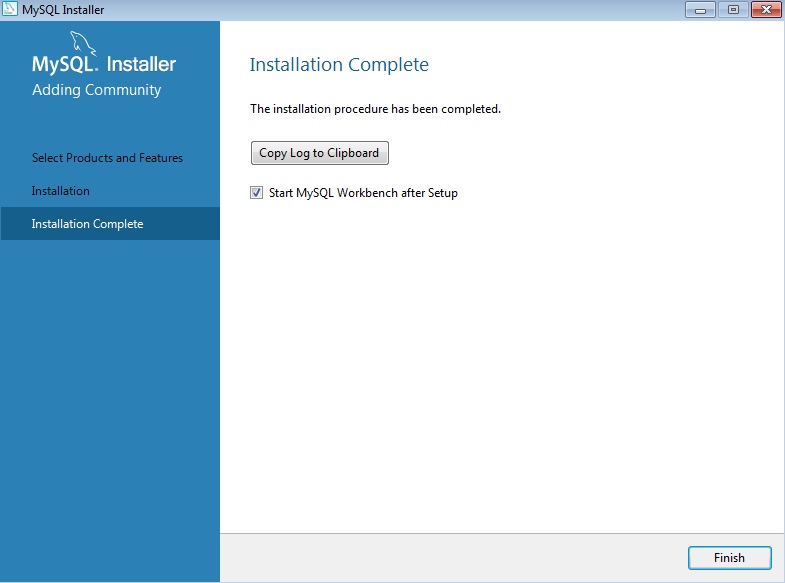 MySQL Installer
MySQL. Installer
Adding Community
Select Products and Features
Installation
Installation Complete
Installation Complete
The installation procedure has been completed.
Copy Log to Clipboard
Start MySQL Workbench after Setup
Finish